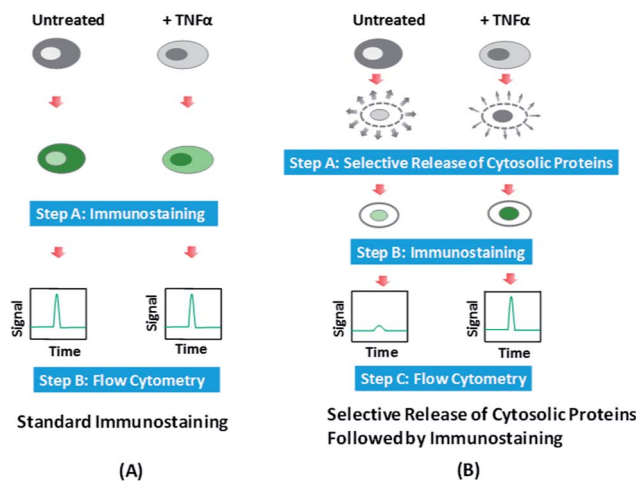 Untreated + TNFα
Step A: Immunostaining
Signal Signal
Time Time
Step B: Flow Cytometry
Standard Immunostaining
(A)
Untreated + TNFα
Step A: Selective Release of Cytosolic Proteins
Step B: Immunostaining
Signal Signal
Time Time
Step C: Flow Cytometry
Selective Release of Cytosolic Proteins
Followed by Immunostaining
(B)